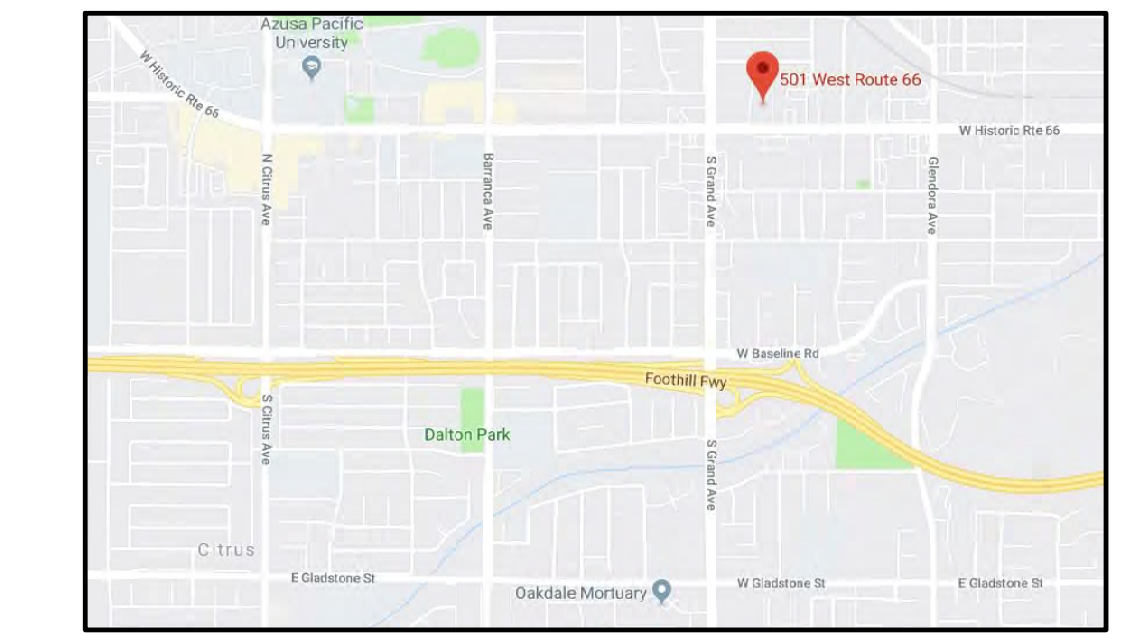 Azusa Pacific
University
W Historic Rte 66
501 West Route 66
W Historic Rte 66
N Citrus Ave
Barranca Ave
S Grand Ave
Glendora Ave
W Baseline Rd
Foothill Fwy
S Citrus Ave
Dalton Park
S Grand Ave
Citrus
E Gladstone St
Oakdale Mortuary
W Gladstone St
E Gladstone St